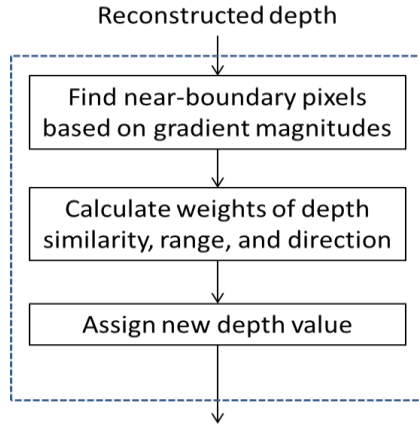 Reconstructed depth
Find near-boundary pixels
based on gradient magnitudes
Calculate weights of depth
similarity, range, and direction
Assign new depth value